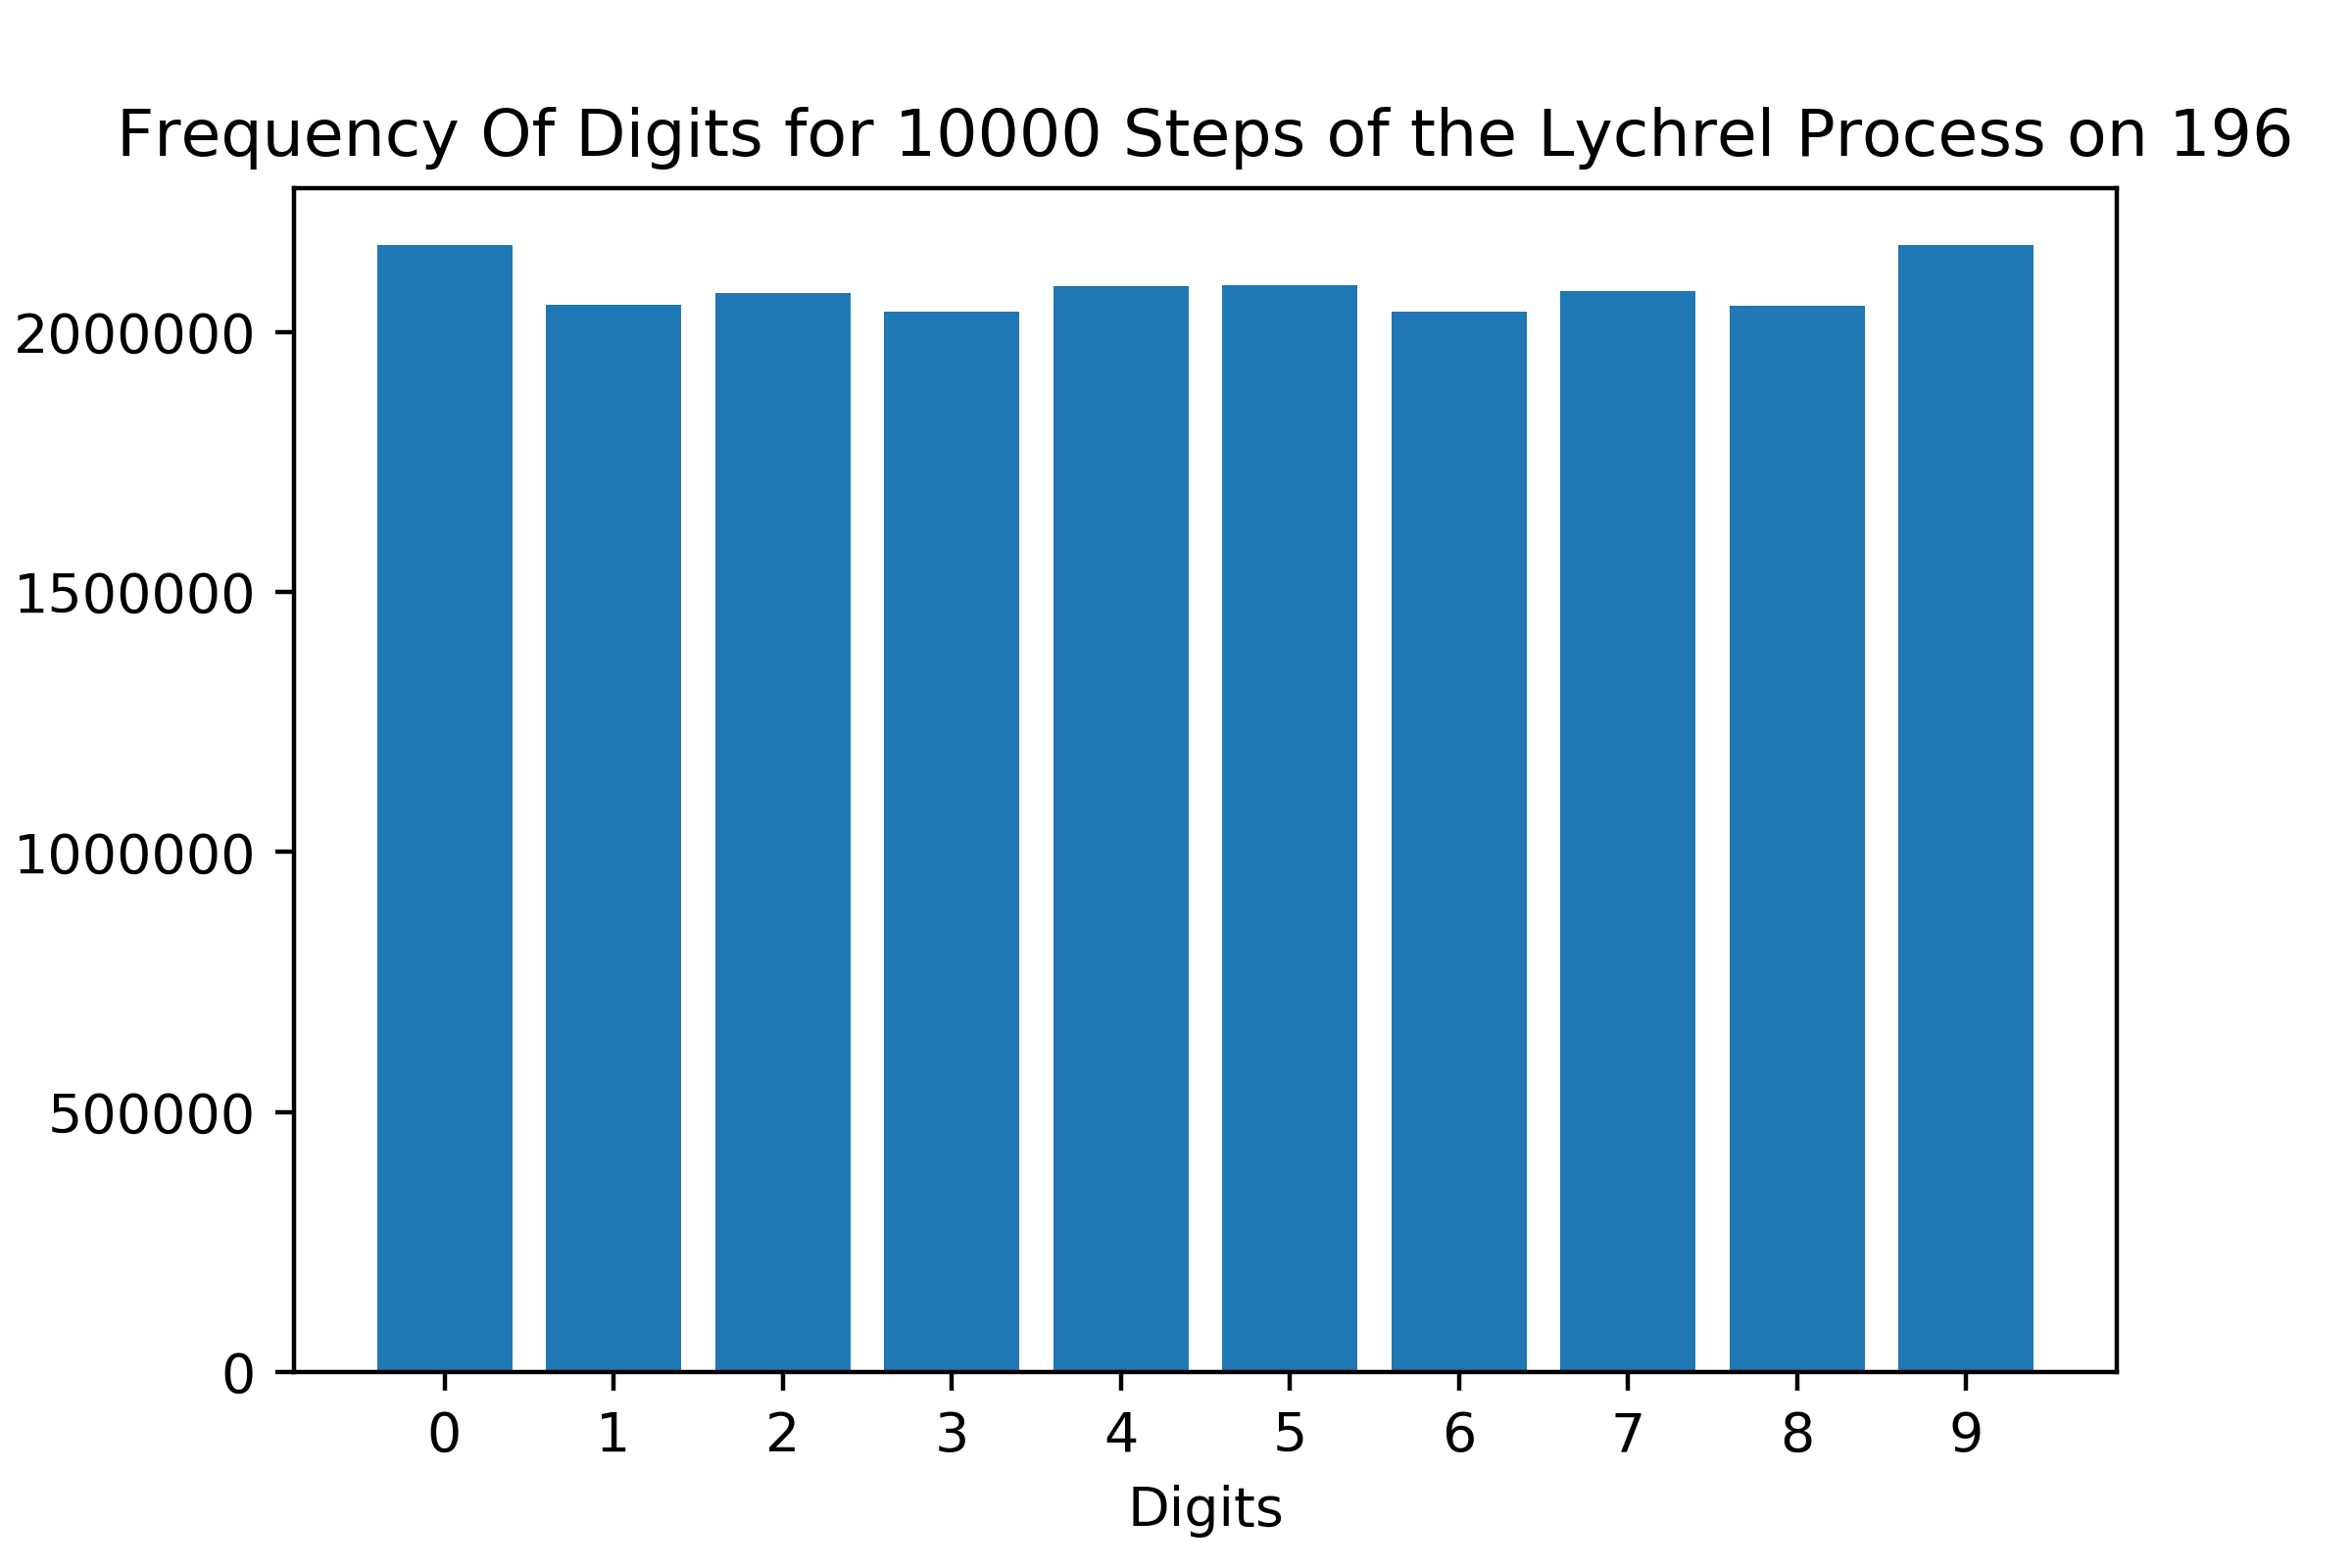 Frequency Of Digits for 10000 Steps of the Lychrel Process on 196
2000000
1500000
1000000
500000
0
0 1 2 3 4 5 6 7 8 9
Digits